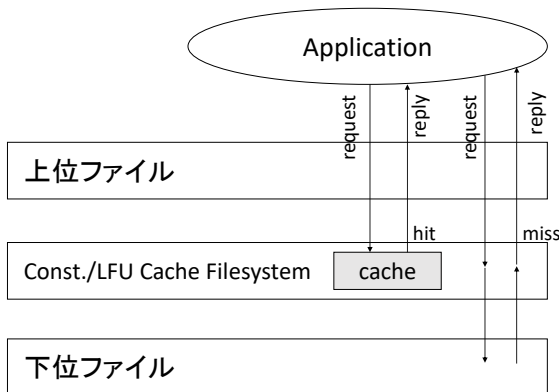 Application
request
reply
request
reply
上位ファイル
hit
miss
Const./LFU Cache Filesystem
cache
下位ファイル